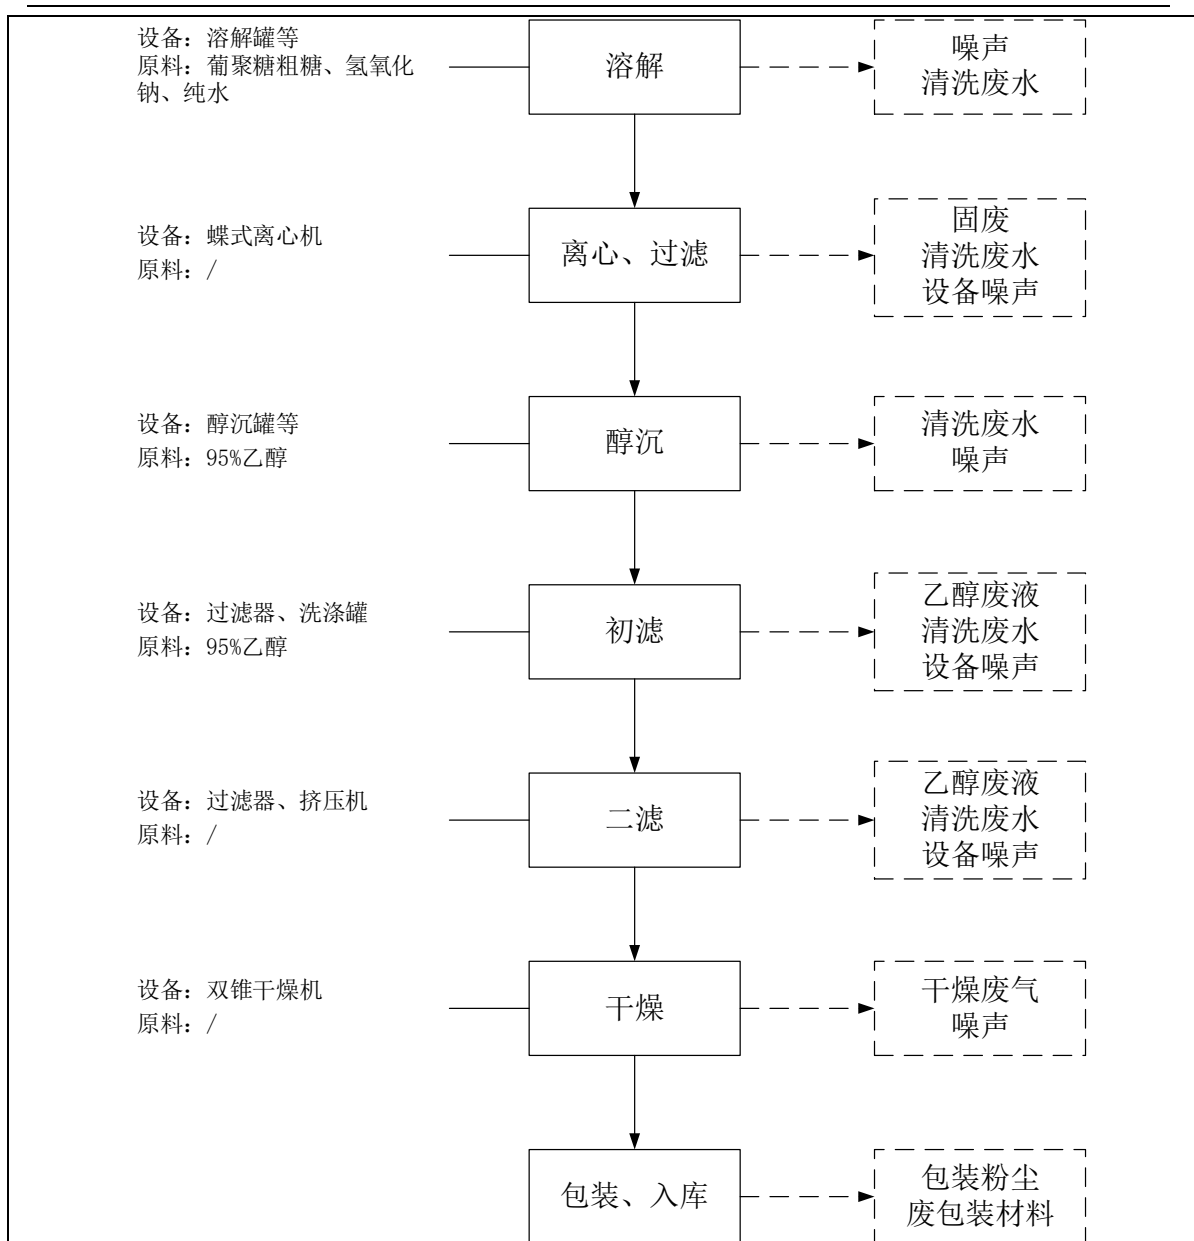 设备：溶解罐等
原料：葡聚糖粗糖、氢氧化
钠、纯水
溶解
噪声
清洗废水
设备：蝶式离心机
原料：/
离心、过滤
固废
清洗废水
设备噪声
设备：醇沉罐等
原料：95%乙醇
醇沉
清洗废水
噪声
设备：过滤器、洗涤罐
原料：95%乙醇
初滤
乙醇废液
清洗废水
设备噪声
设备：过滤器、挤压机
原料：/
二滤
乙醇废液
清洗废水
设备噪声
设备：双锥干燥机
原料：/
干燥
干燥废气
噪声
包装、入库
包装粉尘
废包装材料